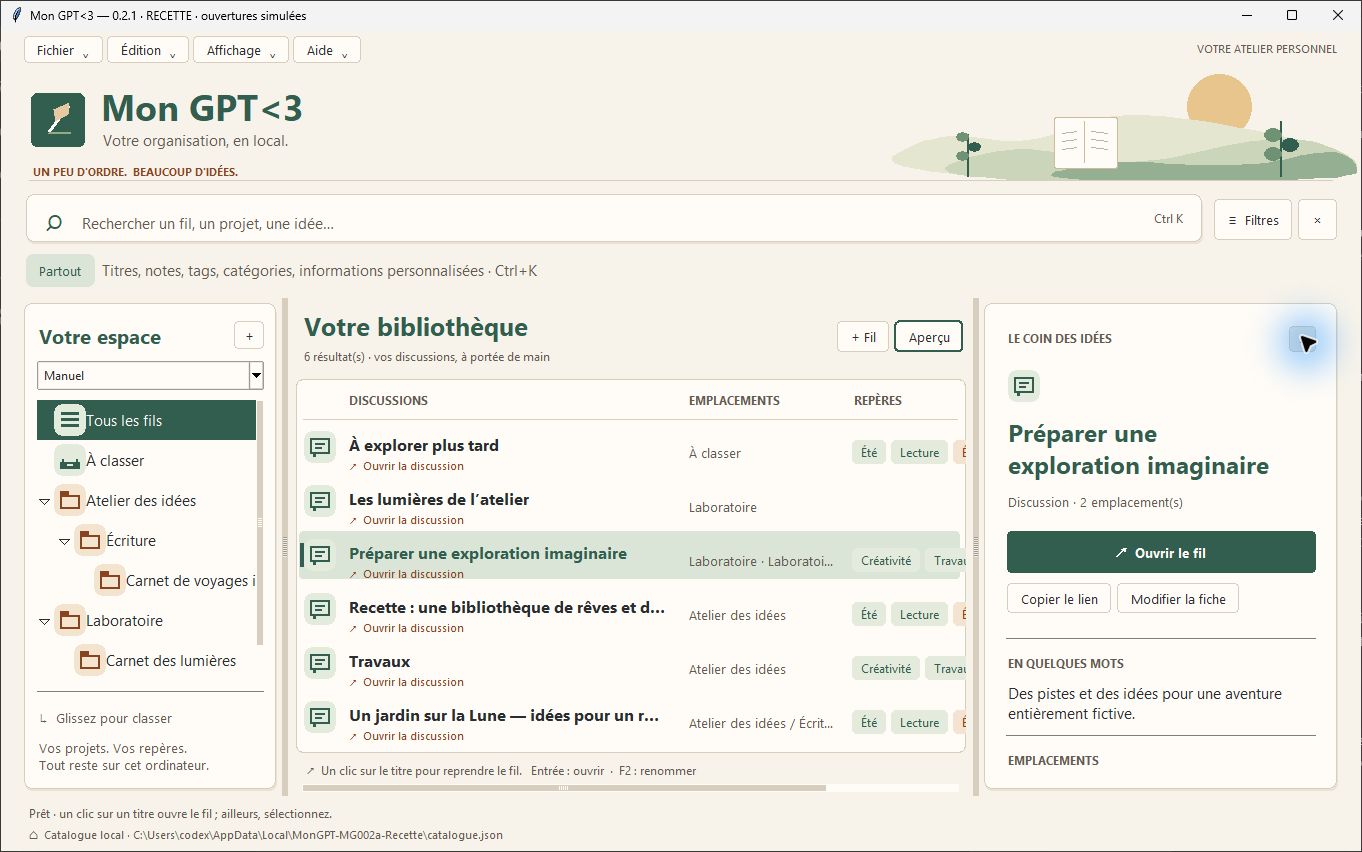 Mon GPT<3 — 0.2.1 · RECETTE · ouvertures simulées
Fichier
Édition
Affichage
Aide
VOTRE ATELIER PERSONNEL
Mon GPT<3
Votre organisation, en local.
UN PEU D'ORDRE. BEAUCOUP D'IDÉES.
Rechercher un fil, un projet, une idée...
Ctrl K
≡ Filtres
×
Partout
Titres, notes, tags, catégories, informations personnalisées · Ctrl+K
Votre espace
+
Manuel
Tous les fils
À classer
Atelier des idées
Écriture
Carnet de voyages i
Laboratoire
Carnet des lumières
↳ Glissez pour classer
Vos projets. Vos repères.
Tout reste sur cet ordinateur.
Votre bibliothèque
6 résultat(s) · vos discussions, à portée de main
+ Fil
Aperçu
DISCUSSIONS
EMPLACEMENTS
REPÈRES
À explorer plus tard
↗ Ouvrir la discussion
À classer
Été
Lecture
Les lumières de l'atelier
↗ Ouvrir la discussion
Laboratoire
Préparer une exploration imaginaire
↗ Ouvrir la discussion
Laboratoire · Laboratoi...
Créativité
Travau
Recette : une bibliothèque de rêves et d...
↗ Ouvrir la discussion
Atelier des idées
Été
Lecture
Travaux
↗ Ouvrir la discussion
Atelier des idées
Créativité
Travau
Un jardin sur la Lune — idées pour un r...
↗ Ouvrir la discussion
Atelier des idées / Écrit...
Été
Lecture
↗ Un clic sur le titre pour reprendre le fil. Entrée : ouvrir · F2 : renommer
LE COIN DES IDÉES
Préparer une
exploration imaginaire
Discussion · 2 emplacement(s)
↗ Ouvrir le fil
Copier le lien
Modifier la fiche
EN QUELQUES MOTS
Des pistes et des idées pour une aventure
entièrement fictive.
EMPLACEMENTS
Prêt · un clic sur un titre ouvre le fil ; ailleurs, sélectionnez.
⌂ Catalogue local · C:\Users\codex\AppData\Local\MonGPT-MG002a-Recette\catalogue.json